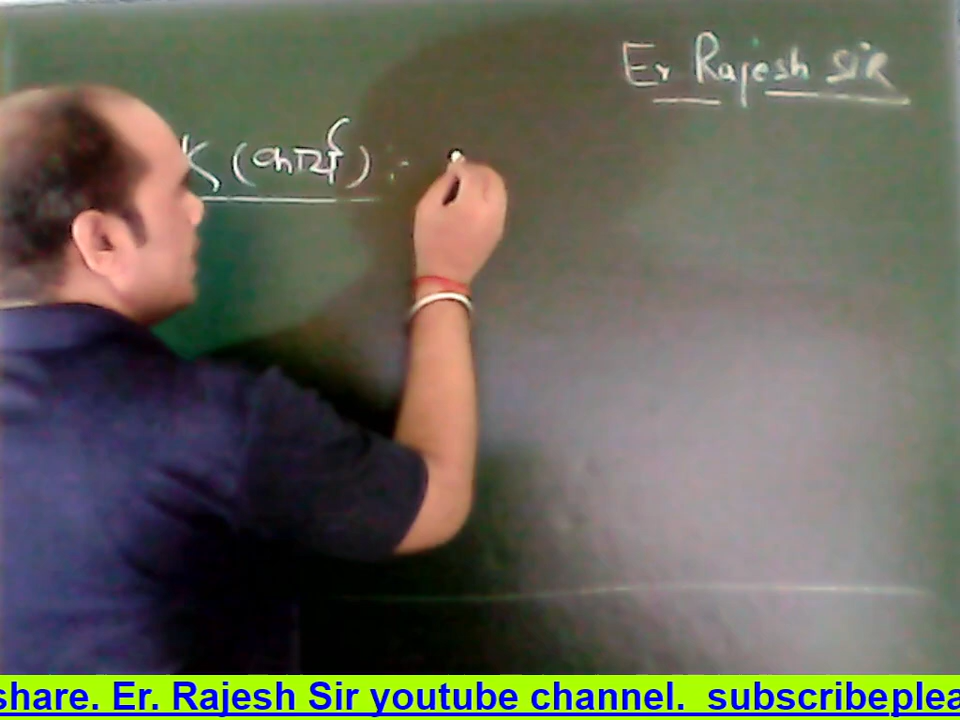 Er Rajesh SIR
K (कार्य) :-
share. Er. Rajesh Sir youtube channel. subscribeplea